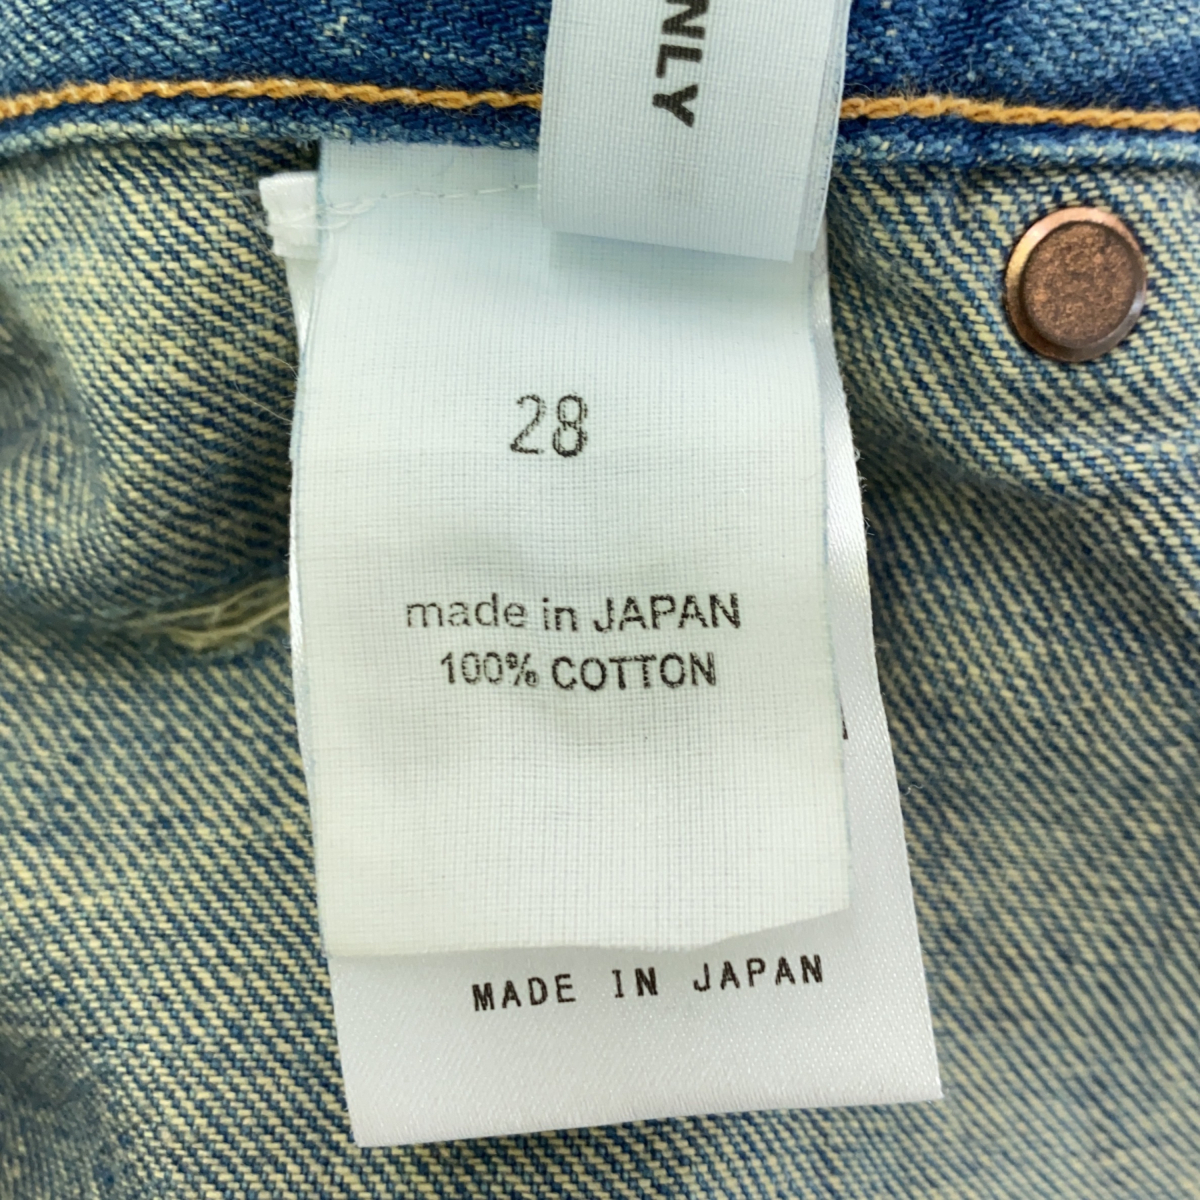 NLY
28
made in JAPAN
100% COTTON
MADE IN JAPAN